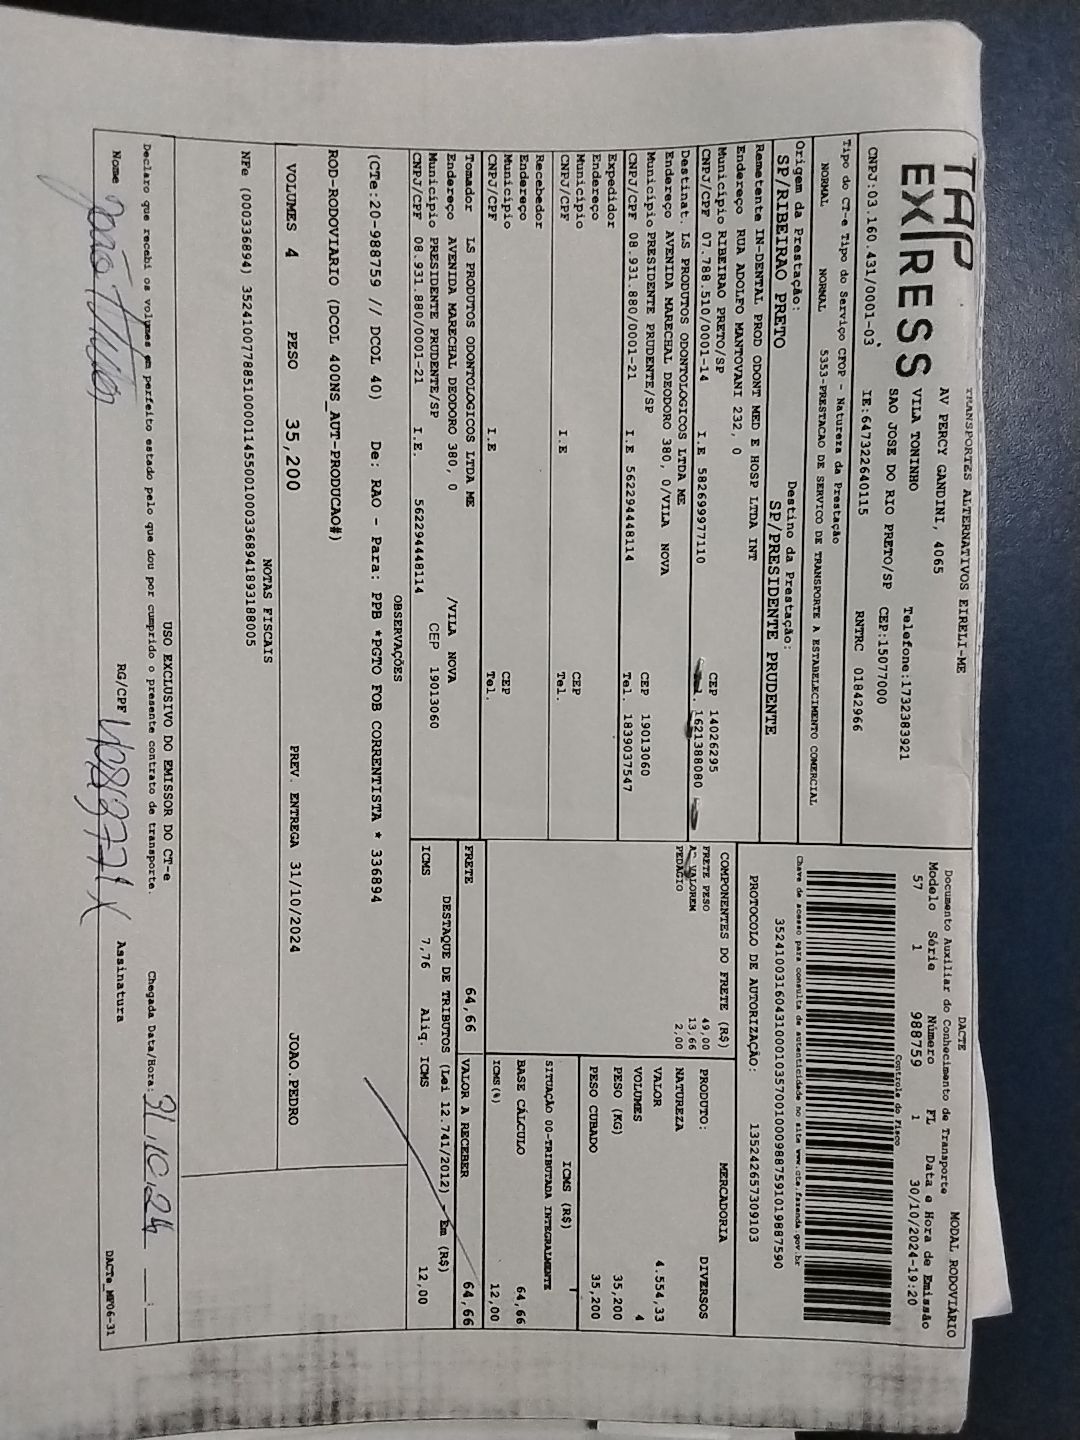 TAP
EXPRESS
TRANSPORTES ALTERNATIVOS EIRELI-ME
AV PERCY GANDINI, 4065
VILA TONINHO
SAO JOSE DO RIO PRETO/SP
Telefone:1732383921
CEP:15077000
CNPJ:03.160.431/0001-03
IE:647322640115
RNTRC 01842966
Tipo do CT-e Tipo do Serviço CFOP - Natureza da Prestação
NORMAL NORMAL 5353-PRESTACAO DE SERVICO DE TRANSPORTE A ESTABELECIMENTO COMERCIAL
Origem da Prestação: Destino da Prestação:
SP/RIBEIRAO PRETO SP/PRESIDENTE PRUDENTE
Remetente IN-DENTAL PROD ODONT MED E HOSP LTDA INT
Endereço RUA ADOLFO MANTOVANI 232, 0
Município RIBEIRAO PRETO/SP CEP 14026295
CNPJ/CPF 07.788.510/0001-14 I.E 582699977110 1621388080
Destinat. LS PRODUTOS ODONTOLOGICOS LTDA ME
Endereço AVENIDA MARECHAL DEODORO 380, 0/VILA NOVA
Município PRESIDENTE PRUDENTE/SP CEP 19013060
CNPJ/CPF 08.931.880/0001-21 I.E 562294448114 Tel. 1839037547
Expedidor
Endereço
Município CEP
CNPJ/CPF I.E Tel.
Recebedor
Endereço
Município CEP
CNPJ/CPF I.E Tel.
Tomador LS PRODUTOS ODONTOLOGICOS LTDA ME
Endereço AVENIDA MARECHAL DEODORO 380, 0 /VILA NOVA
Município PRESIDENTE PRUDENTE/SP CEP 19013060
CNPJ/CPF 08.931.880/0001-21 I.E. 562294448114
DACTE MODAL RODOVIÁRIO
Documento Auxiliar do Conhecimento de Transporte
Modelo Série Número FL Data e Hora de Emissão
57 1 988759 1 30/10/2024-19:20
Controle do Fisco
Chave de acesso para consulta de autenticidade no site www.cte.fazenda.gov.br
35241003160431000103570010009887591019887590
PROTOCOLO DE AUTORIZAÇÃO: 135242657309103
COMPONENTES DO FRETE (R$)
FRETE PESO 49,00
AD VALOREM 13,66
PEDAGIO 2,00
MERCADORIA
PRODUTO: DIVERSOS
NATUREZA
VALOR 4.554,33
VOLUMES 4
PESO (KG) 35,200
PESO CUBADO 35,200
ICMS (R$)
SITUAÇÃO 00-TRIBUTADA INTEGRALMENTE
BASE CÁLCULO 64,66
ICMS(%) 12,00
FRETE 64,66 VALOR A RECEBER 64,66
DESTAQUE DE TRIBUTOS (Lei 12.741/2012) - Em (R$)
ICMS 7,76 Aliq. ICMS 12,00
OBSERVAÇÕES
(CTe:20-988759 // DCOL 40) De: RAO - Para: PPB *PGTO FOB CORRENTISTA * 336894
ROD-RODOVIARIO (DCOL 400NS_AUT-PRODUCAO#)
VOLUMES 4 PESO 35,200 PREV. ENTREGA 31/10/2024 JOAO.PEDRO
NOTAS FISCAIS
NFe (000336894) 35241007788510000114550010003368941893188005
USO EXCLUSIVO DO EMISSOR DO CT-e
Declaro que recebi os volumes em perfeito estado pelo que dou por cumprido o presente contrato de transporte. Chegada Data/Hora: 31.10.24
Nome João RG/CPF Assinatura
DACTe_MP06-31